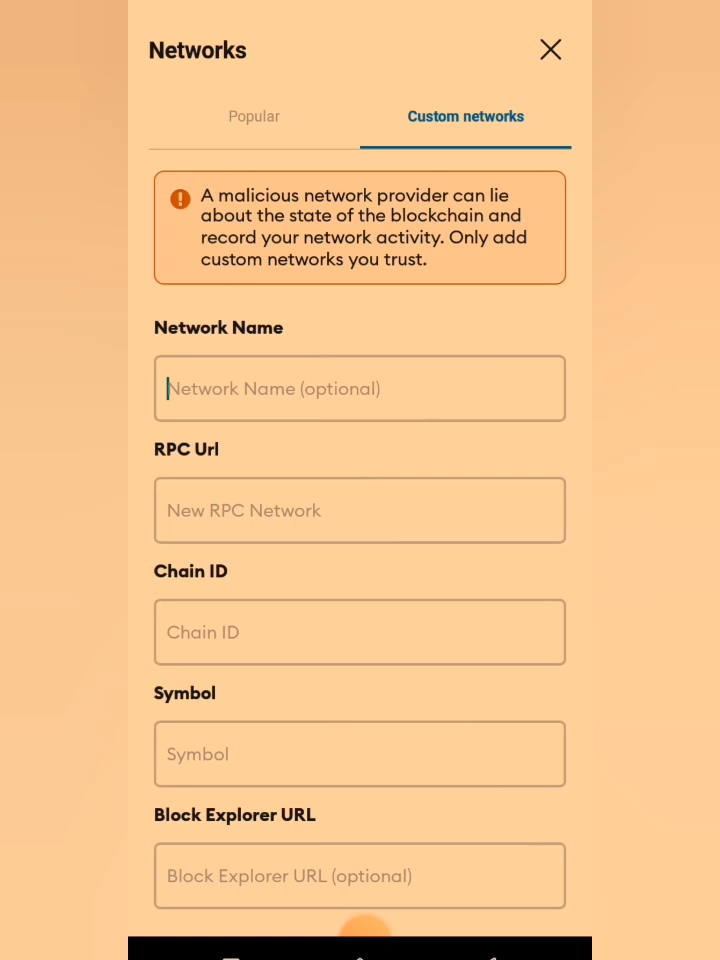 Networks
Popular
Custom networks
A malicious network provider can lie
about the state of the blockchain and
record your network activity. Only add
custom networks you trust.
Network Name
Network Name (optional)
RPC Url
New RPC Network
Chain ID
Chain ID
Symbol
Symbol
Block Explorer URL
Block Explorer URL (optional)